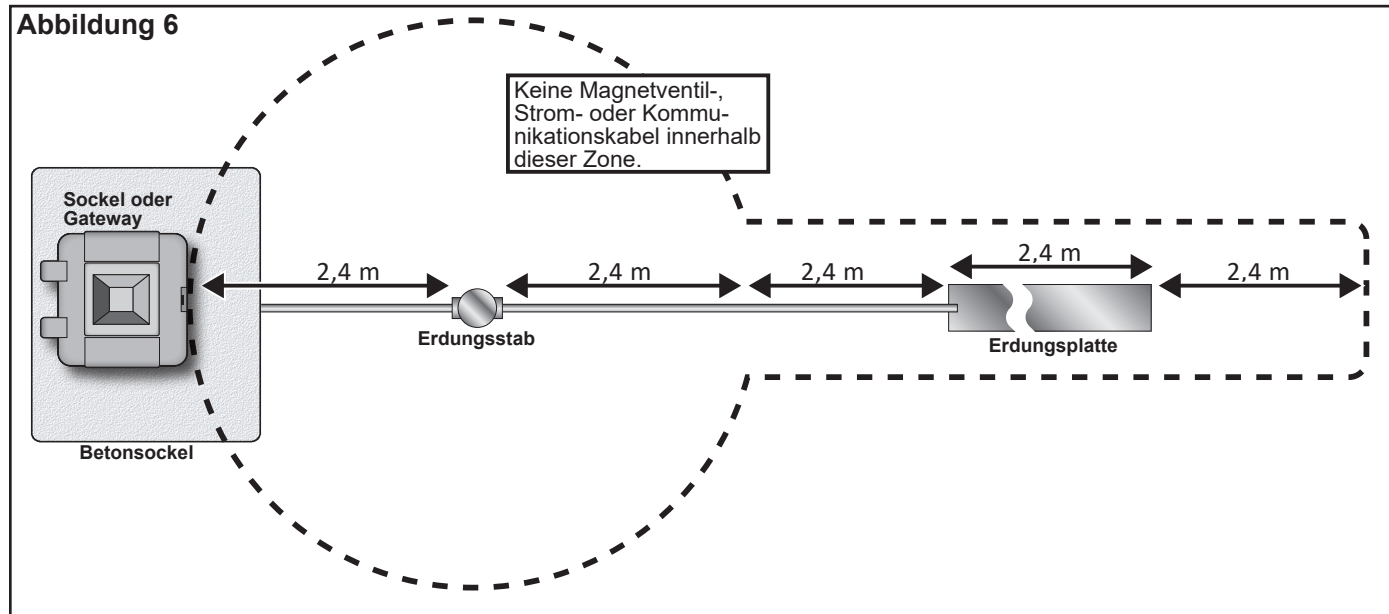 Abbildung 6
Keine Magnetventil-,
Strom- oder Kommu-
nikationskabel innerhalb
dieser Zone.
Sockel oder
Gateway
2,4 m
2,4 m
2,4 m
2,4 m
2,4 m
Erdungsstab
Erdungsplatte
Betonsockel